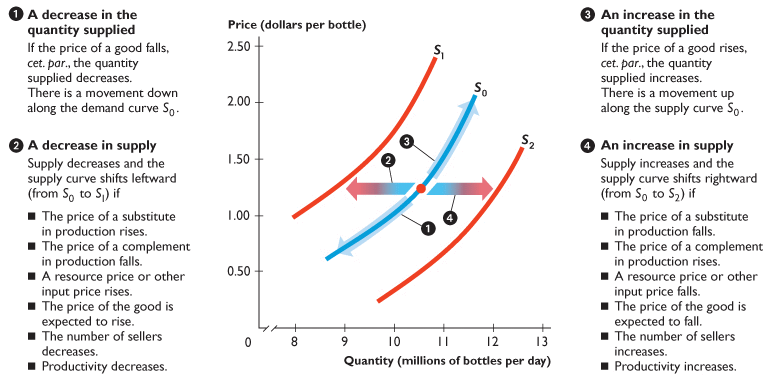 1 A decrease in the
quantity supplied
If the price of a good falls,
cet. par., the quantity
supplied decreases.
There is a movement down
along the demand curve S0.
2 A decrease in supply
Supply decreases and the
supply curve shifts leftward
(from S0 to S1) if
■ The price of a substitute
in production rises.
■ The price of a complement
in production falls.
■ A resource price or other
input price rises.
■ The price of the good is
expected to rise.
■ The number of sellers
decreases.
■ Productivity decreases.
Price (dollars per bottle)
2.50
2.00
1.50
1.00
0.50
0
8
9
10
11
12
13
Quantity (millions of bottles per day)
S1
S0
S2
3
2
4
1
3 An increase in the
quantity supplied
If the price of a good rises,
cet. par., the quantity
supplied increases.
There is a movement up
along the supply curve S0.
4 An increase in supply
Supply increases and the
supply curve shifts rightward
(from S0 to S2) if
■ The price of a substitute
in production falls.
■ The price of a complement
in production rises.
■ A resource price or other
input price falls.
■ The price of the good is
expected to fall.
■ The number of sellers
increases.
■ Productivity increases.